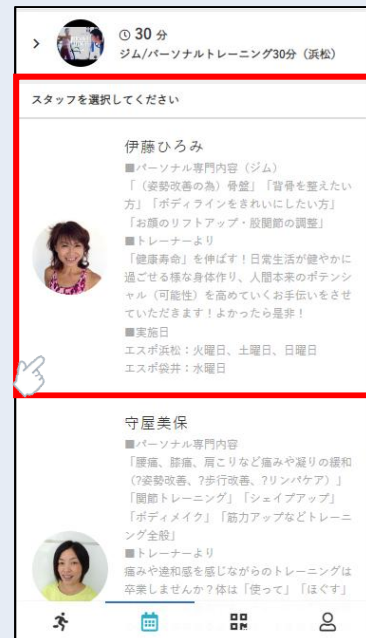 30 分
ジム/パーソナルトレーニング30分（浜松）
スタッフを選択してください
伊藤ひろみ
■パーソナル専門内容（ジム）
「（姿勢改善の為）骨盤」「背骨を整えたい
方」「ボディラインをきれいにしたい方」
「お顔のリフトアップ・股関節の調整」
■トレーナーより
「健康寿命」を伸ばす！日常生活が健やかに
過ごせる様な身体作り、人間本来のポテンシ
ャル（可能性）を高めていくお手伝いをさせ
ていただきます！よかったら是非！
■実施日
エスポ浜松：火曜日、土曜日、日曜日
エスポ袋井：水曜日
守屋美保
■パーソナル専門内容
「腰痛、膝痛、肩こりなど痛みや凝りの緩和
（?姿勢改善、?歩行改善、?リンパケア）」
「関節トレーニング」「シェイプアップ」
「ボディメイク」「筋力アップなどトレーニ
ング全般」
■トレーナーより
痛みや違和感を感じながらのトレーニングは
卒業しませんか？体は「使って」「ほぐす」